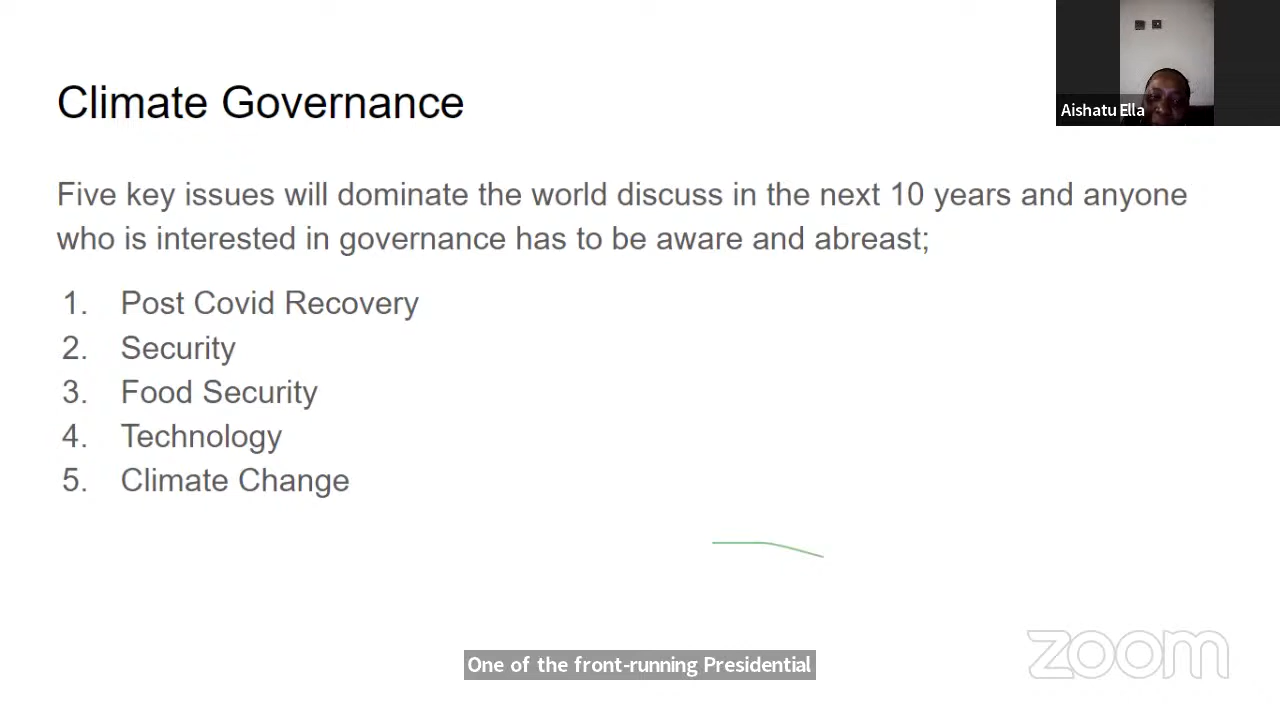 Climate Governance
Aishatu Ella
Five key issues will dominate the world discuss in the next 10 years and anyone
who is interested in governance has to be aware and abreast;
1. Post Covid Recovery
2. Security
3. Food Security
4. Technology
5. Climate Change
One of the front-running Presidential
zoom